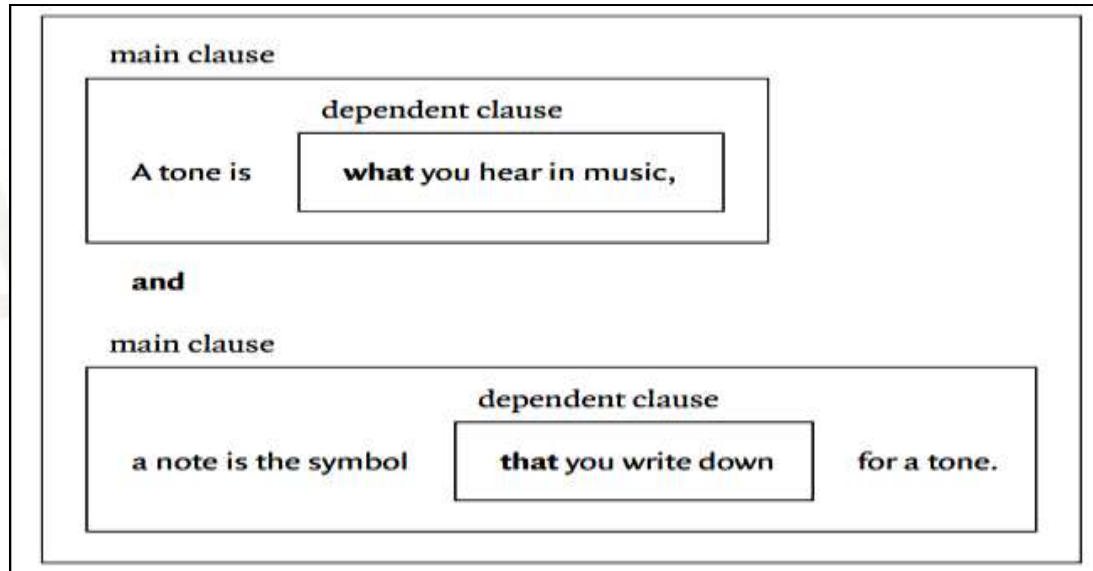 main clause
dependent clause
A tone is what you hear in music,
and
main clause
dependent clause
a note is the symbol that you write down for a tone.